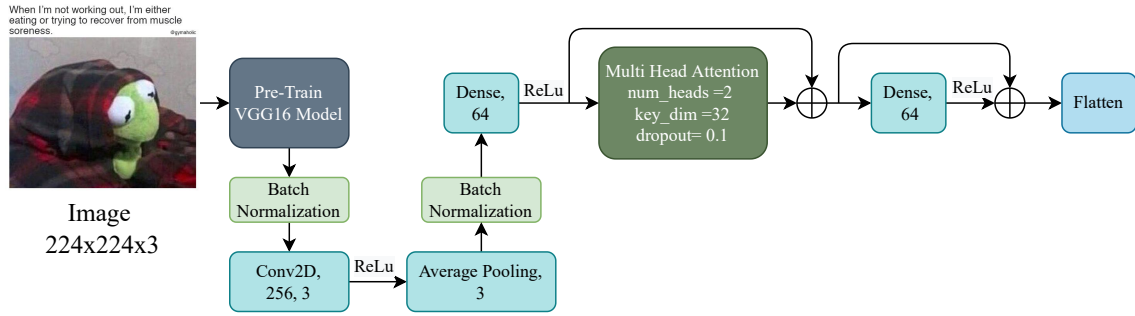 When I'm not working out, I'm either
eating or trying to recover from muscle
soreness.
@gymaholic
Image
224x224x3
Pre-Train
VGG16 Model
Batch
Normalization
Conv2D,
256, 3
ReLu
Average Pooling,
3
Batch
Normalization
Dense,
64
ReLu
Multi Head Attention
num_heads =2
key_dim =32
dropout= 0.1
Dense,
64
ReLu
Flatten